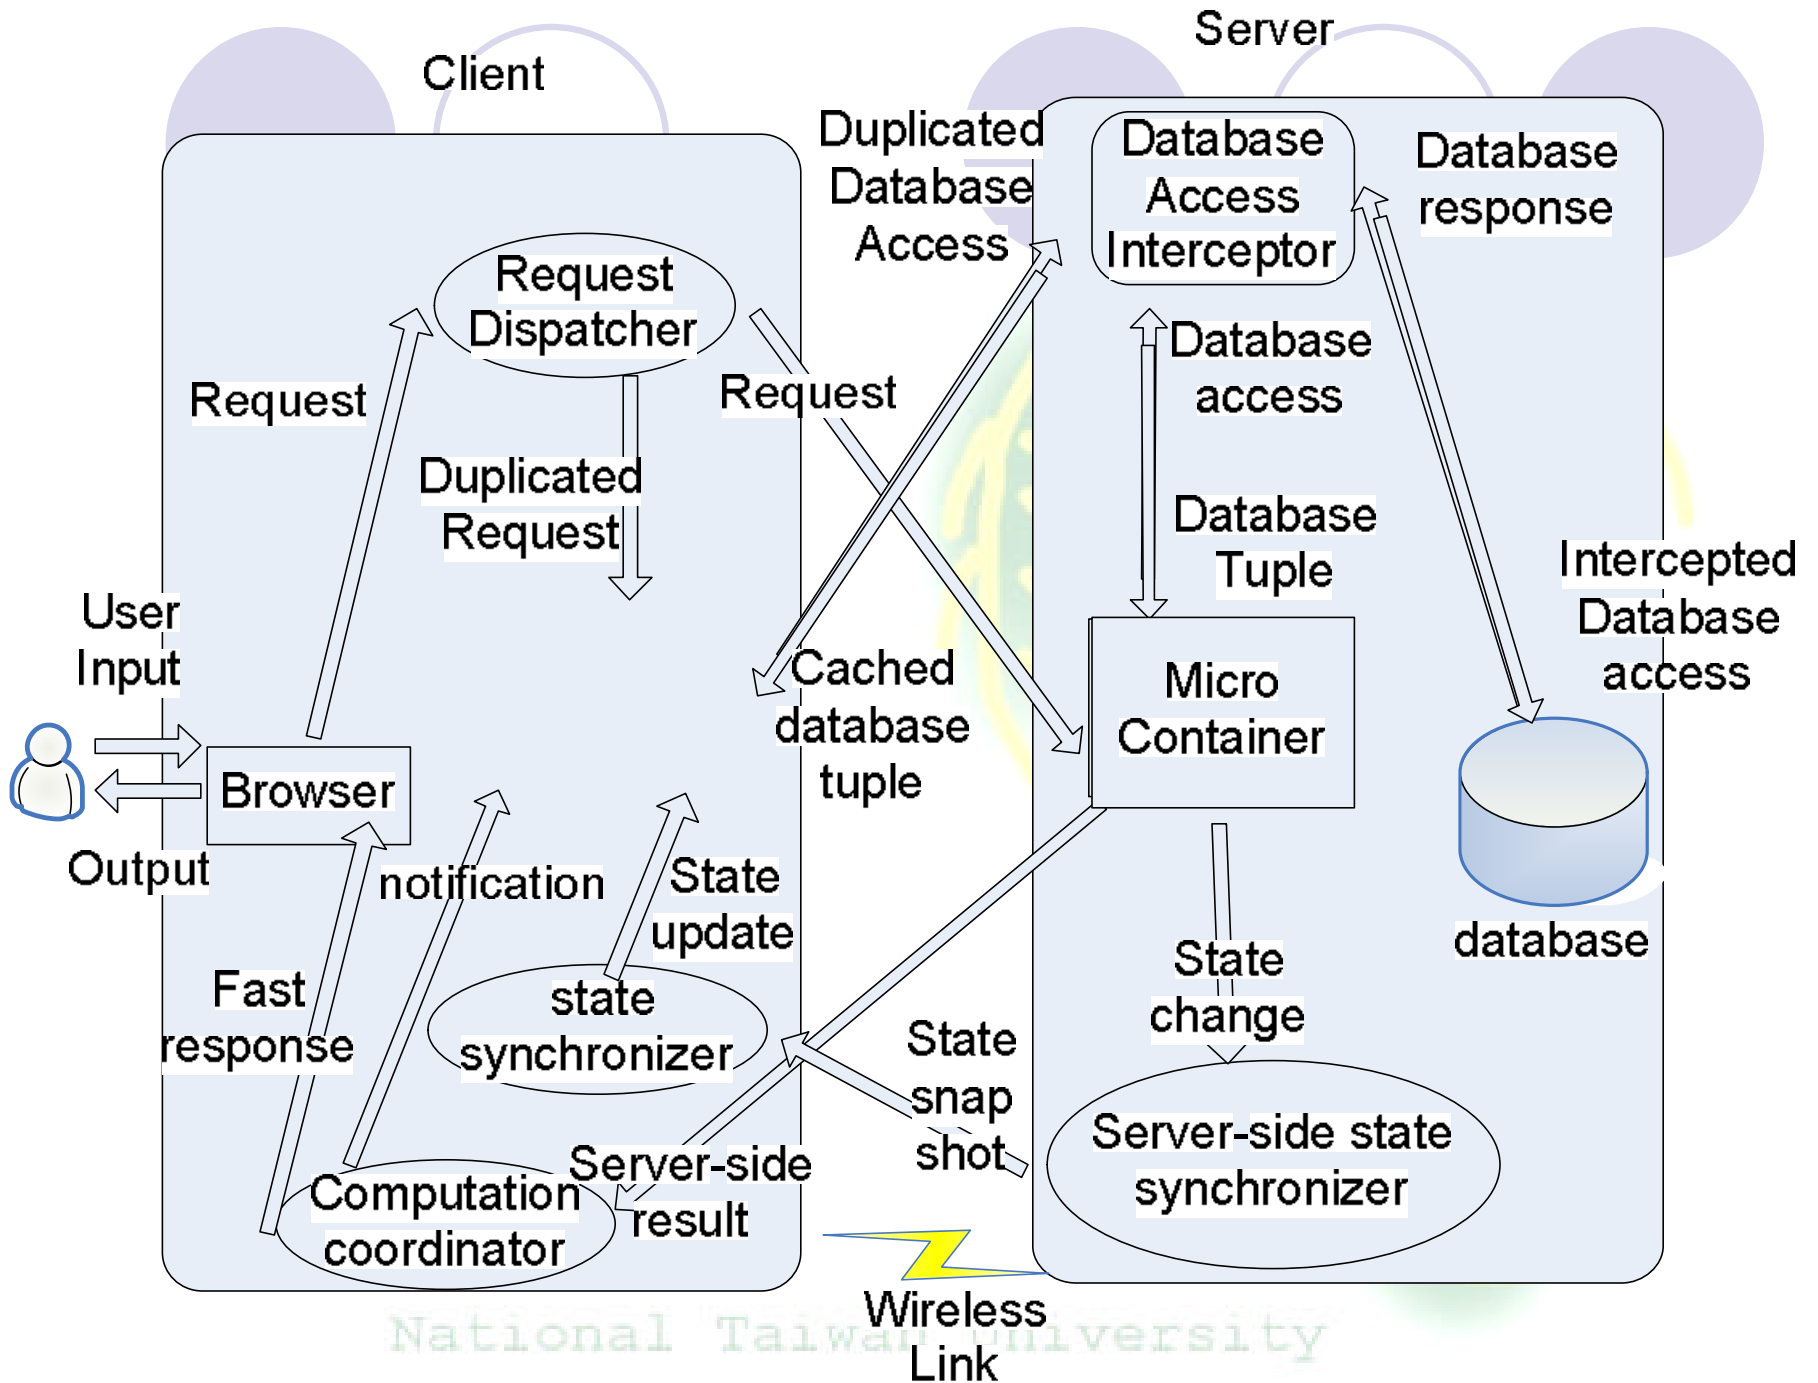 Server
Client
Duplicated
Database
Access
Database
Access
Interceptor
Database
response
Request
Dispatcher
Database
access
Request
Request
Duplicated
Request
Database
Tuple
Intercepted
Database
access
User
Input
Cached
database
tuple
Micro
Container
Browser
Output
notification
State
update
database
Fast
response
state
synchronizer
State
change
State
snap
shot
Server-side state
synchronizer
Server-side
result
Computation
coordinator
Wireless
Link
National Taiwan University